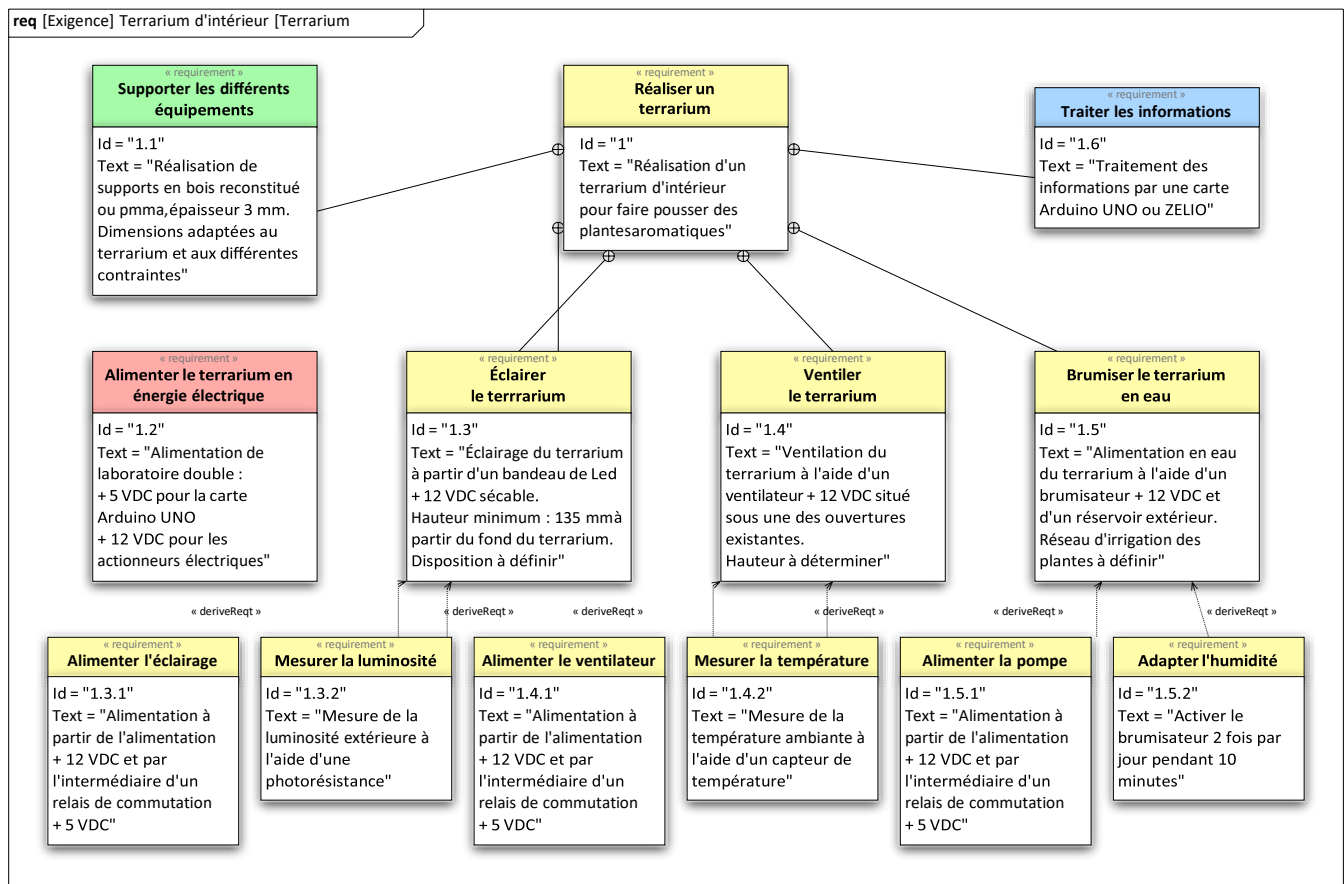 req [Exigence] Terrarium d'intérieur [Terrarium
« requirement »
Supporter les différents
équipements
Id = "1.1"
Text = "Réalisation de
supports en bois reconstitué
ou pmma,épaisseur 3 mm.
Dimensions adaptées au
terrarium et aux différentes
contraintes"
« requirement »
Réaliser un
terrarium
Id = "1"
Text = "Réalisation d'un
terrarium d'intérieur
pour faire pousser des
plantesaromatiques"
« requirement »
Traiter les informations
Id = "1.6"
Text = "Traitement des
informations par une carte
Arduino UNO ou ZELIO"
« requirement »
Alimenter le terrarium en
énergie électrique
Id = "1.2"
Text = "Alimentation de
laboratoire double :
+ 5 VDC pour la carte
Arduino UNO
+ 12 VDC pour les
actionneurs électriques"
« requirement »
Éclairer
le terrrarium
Id = "1.3"
Text = "Éclairage du terrarium
à partir d'un bandeau de Led
+ 12 VDC sécable.
Hauteur minimum : 135 mmà
partir du fond du terrarium.
Disposition à définir"
« requirement »
Ventiler
le terrarium
Id = "1.4"
Text = "Ventilation du
terrarium à l'aide d'un
ventilateur + 12 VDC situé
sous une des ouvertures
existantes.
Hauteur à déterminer"
« requirement »
Brumiser le terrarium
en eau
Id = "1.5"
Text = "Alimentation en eau
du terrarium à l'aide d'un
brumisateur + 12 VDC et
d'un réservoir extérieur.
Réseau d'irrigation des
plantes à définir"
« deriveReqt »
« deriveReqt »
« deriveReqt »
« deriveReqt »
« deriveReqt »
« deriveReqt »
« requirement »
Alimenter l'éclairage
Id = "1.3.1"
Text = "Alimentation à
partir de l'alimentation
+ 12 VDC et par
l'intermédiaire d'un
relais de commutation
+ 5 VDC"
« requirement »
Mesurer la luminosité
Id = "1.3.2"
Text = "Mesure de la
luminosité extérieure à
l'aide d'une
photorésistance"
« requirement »
Alimenter le ventilateur
Id = "1.4.1"
Text = "Alimentation à
partir de l'alimentation
+ 12 VDC et par
l'intermédiaire d'un
relais de commutation
+ 5 VDC"
« requirement »
Mesurer la température
Id = "1.4.2"
Text = "Mesure de la
température ambiante à
l'aide d'un capteur de
température"
« requirement »
Alimenter la pompe
Id = "1.5.1"
Text = "Alimentation à
partir de l'alimentation
+ 12 VDC et par
l'intermédiaire d'un
relais de commutation
+ 5 VDC"
« requirement »
Adapter l'humidité
Id = "1.5.2"
Text = "Activer le
brumisateur 2 fois par
jour pendant 10
minutes"